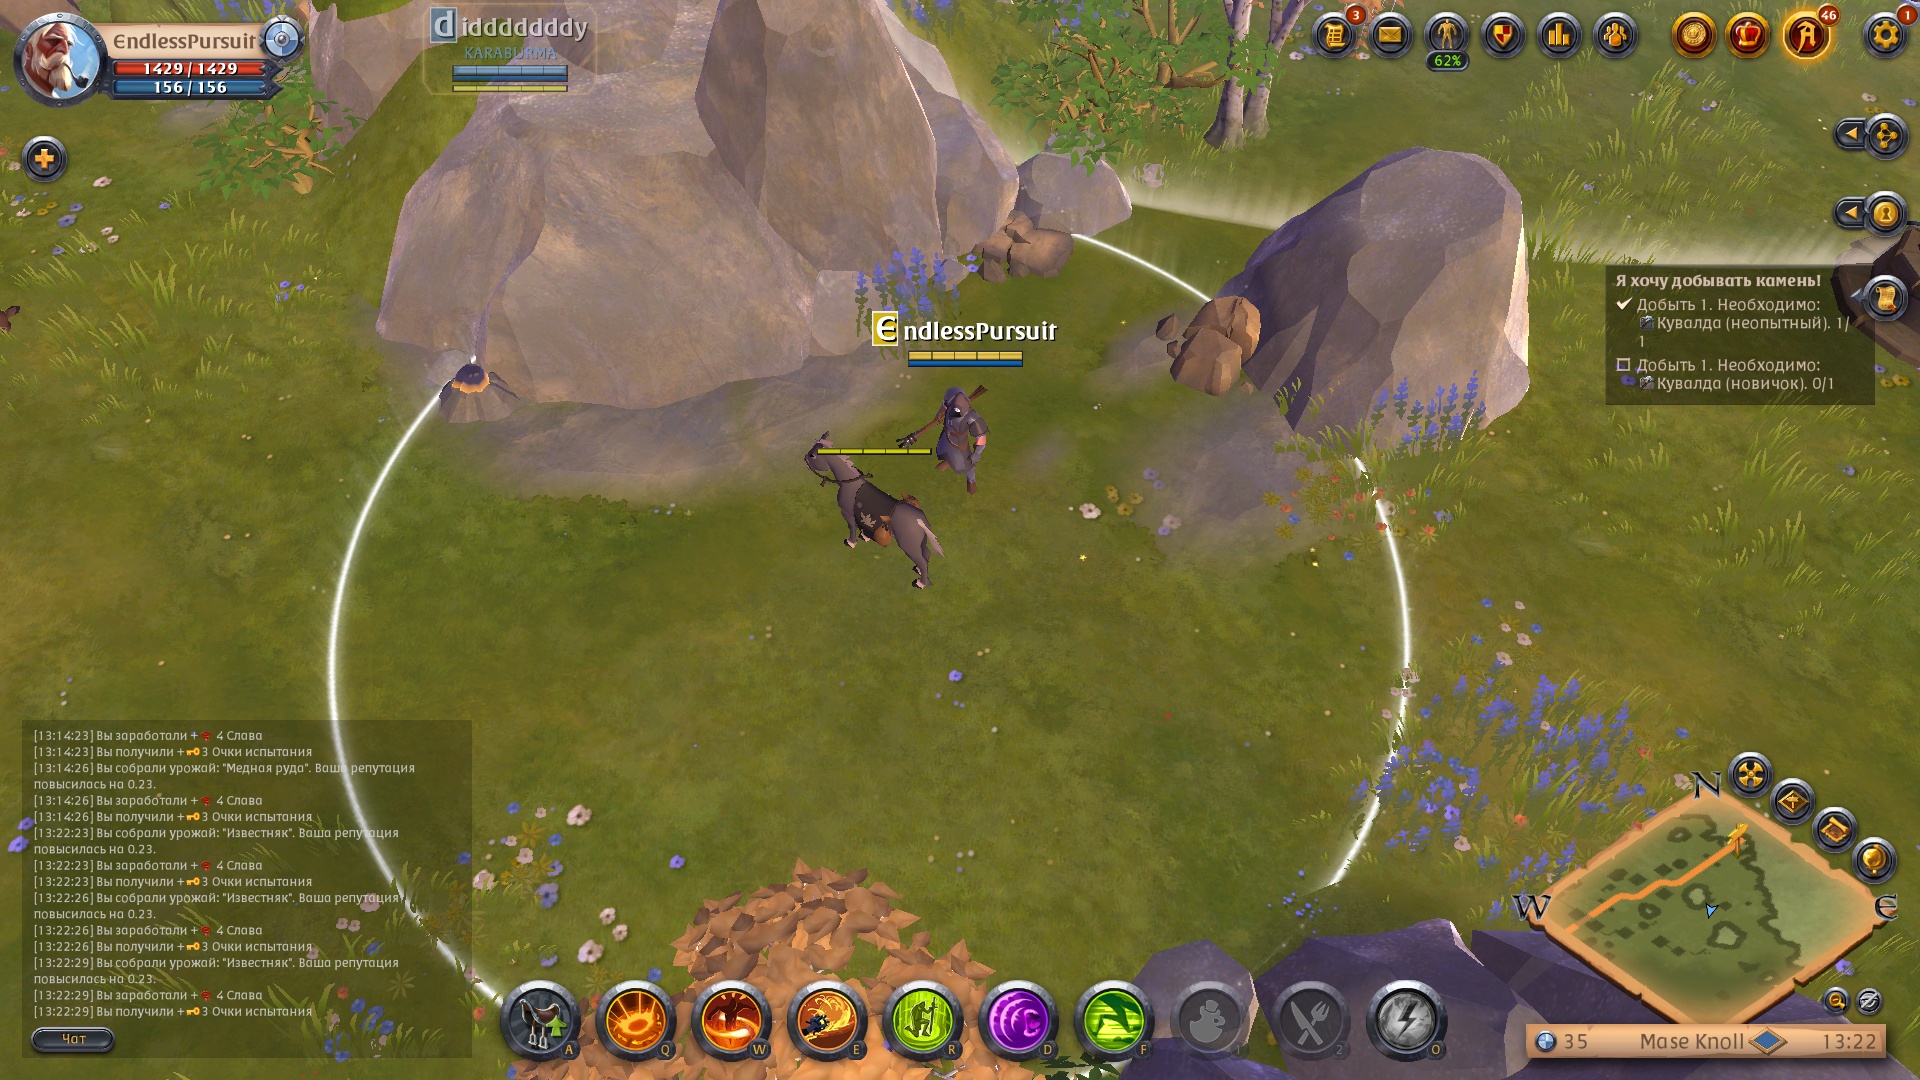 EndlessPursuit
1429 / 1429
156 / 156
didddddddy
KARABURMA
3
62%
46
1
Я хочу добывать камень!
Добыть 1. Необходимо:
Кувалда (неопытный). 1/
1
Добыть 1. Необходимо:
Кувалда (новичок). 0/1
EndlessPursuit
[13:14:23] Вы заработали + 4 Слава
[13:14:23] Вы получили + 3 Очки испытания
[13:14:26] Вы собрали урожай: "Медная руда". Ваша репутация
повысилась на 0.23.
[13:14:26] Вы заработали + 4 Слава
[13:14:26] Вы получили + 3 Очки испытания
[13:22:23] Вы собрали урожай: "Известняк". Ваша репутация
повысилась на 0.23.
[13:22:23] Вы заработали + 4 Слава
[13:22:23] Вы получили + 3 Очки испытания
[13:22:26] Вы собрали урожай: "Известняк". Ваша репутация
повысилась на 0.23.
[13:22:26] Вы заработали + 4 Слава
[13:22:26] Вы получили + 3 Очки испытания
[13:22:29] Вы собрали урожай: "Известняк". Ваша репутация
повысилась на 0.23.
[13:22:29] Вы заработали + 4 Слава
[13:22:29] Вы получили + 3 Очки испытания
Чат
A Q W E R D F 1 2 O
N
W E
35 Mase Knoll 13:22